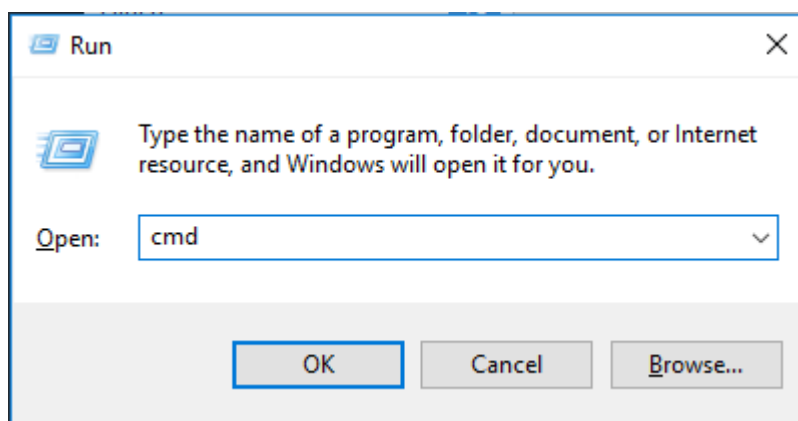 Run
Type the name of a program, folder, document, or Internet
resource, and Windows will open it for you.
Open: cmd
OK Cancel Browse...